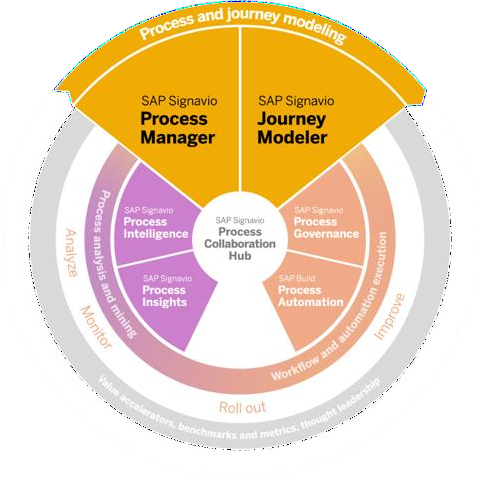 Process and journey modeling
SAP Signavio
Process
Manager
SAP Signavio
Journey
Modeler
SAP Signavio
Process
Intelligence
SAP Signavio
Process
Insights
SAP Signavio
Process
Collaboration
Hub
SAP Signavio
Process
Governance
SAP Build
Process
Automation
Process analysis and mining
Workflow and automation execution
Analyze
Monitor
Roll out
Improve
Value accelerators, benchmarks and metrics, thought leadership